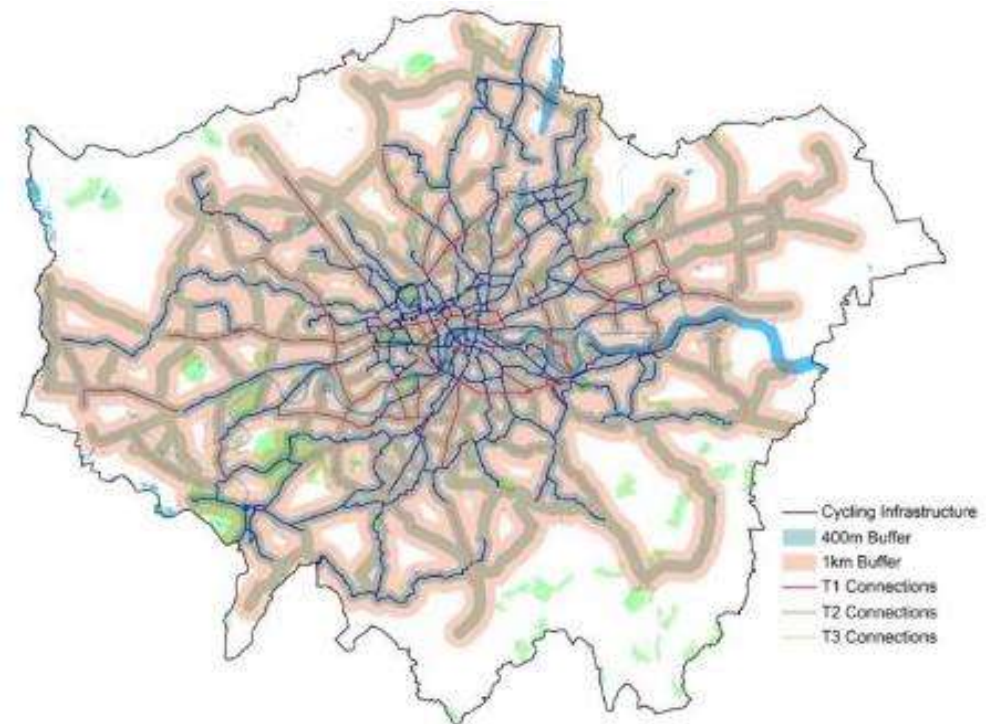 Cycling Infrastructure
400m Buffer
1km Buffer
T1 Connections
T2 Connections
T3 Connections